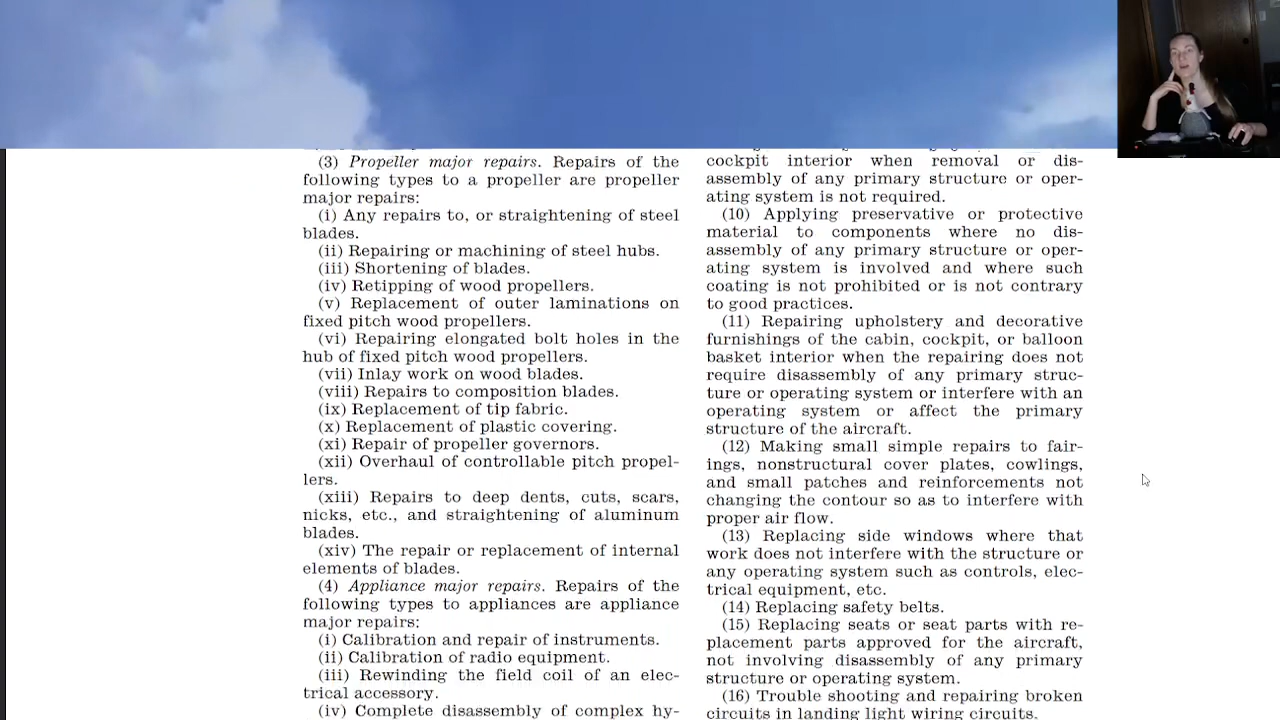 (3) Propeller major repairs. Repairs of the
following types to a propeller are propeller
major repairs:
(i) Any repairs to, or straightening of steel
blades.
(ii) Repairing or machining of steel hubs.
(iii) Shortening of blades.
(iv) Retipping of wood propellers.
(v) Replacement of outer laminations on
fixed pitch wood propellers.
(vi) Repairing elongated bolt holes in the
hub of fixed pitch wood propellers.
(vii) Inlay work on wood blades.
(viii) Repairs to composition blades.
(ix) Replacement of tip fabric.
(x) Replacement of plastic covering.
(xi) Repair of propeller governors.
(xii) Overhaul of controllable pitch propel-
lers.
(xiii) Repairs to deep dents, cuts, scars,
nicks, etc., and straightening of aluminum
blades.
(xiv) The repair or replacement of internal
elements of blades.
(4) Appliance major repairs. Repairs of the
following types to appliances are appliance
major repairs:
(i) Calibration and repair of instruments.
(ii) Calibration of radio equipment.
(iii) Rewinding the field coil of an elec-
trical accessory.
(iv) Complete disassembly of complex hy-
cockpit interior when removal or dis-
assembly of any primary structure or oper-
ating system is not required.
(10) Applying preservative or protective
material to components where no dis-
assembly of any primary structure or oper-
ating system is involved and where such
coating is not prohibited or is not contrary
to good practices.
(11) Repairing upholstery and decorative
furnishings of the cabin, cockpit, or balloon
basket interior when the repairing does not
require disassembly of any primary struc-
ture or operating system or interfere with an
operating system or affect the primary
structure of the aircraft.
(12) Making small simple repairs to fair-
ings, nonstructural cover plates, cowlings,
and small patches and reinforcements not
changing the contour so as to interfere with
proper air flow.
(13) Replacing side windows where that
work does not interfere with the structure or
any operating system such as controls, elec-
trical equipment, etc.
(14) Replacing safety belts.
(15) Replacing seats or seat parts with re-
placement parts approved for the aircraft,
not involving disassembly of any primary
structure or operating system.
(16) Trouble shooting and repairing broken
circuits in landing light wiring circuits.